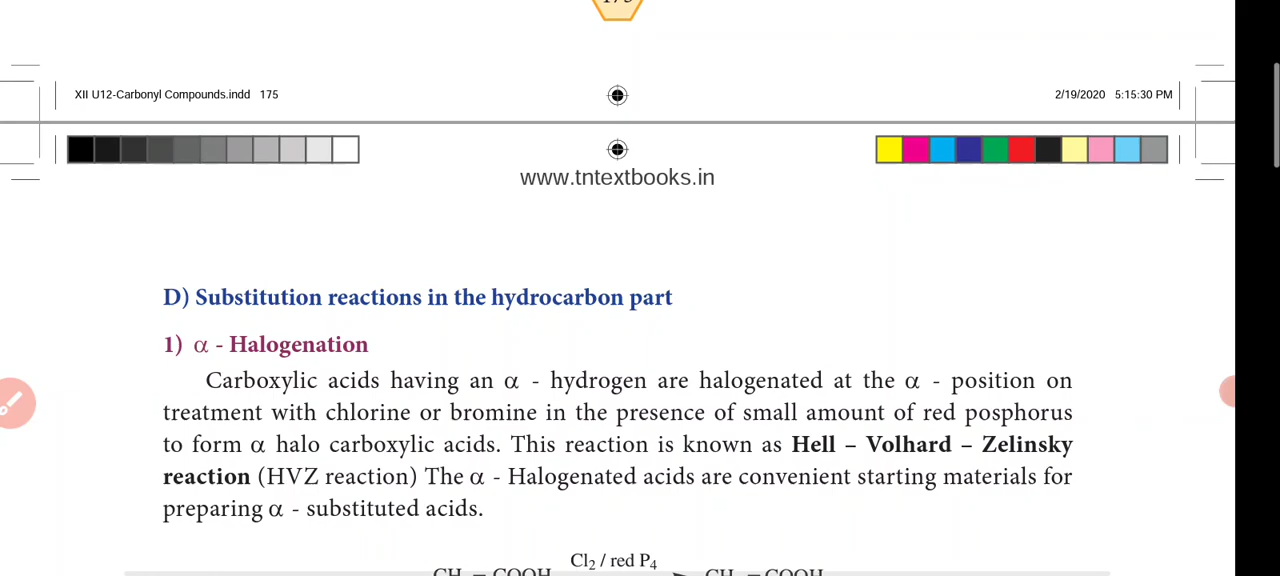 XII U12-Carbonyl Compounds.indd 175
2/19/2020 5:15:30 PM
www.tntextbooks.in
D) Substitution reactions in the hydrocarbon part
1) α - Halogenation
Carboxylic acids having an α - hydrogen are halogenated at the α - position on
treatment with chlorine or bromine in the presence of small amount of red posphorus
to form α halo carboxylic acids. This reaction is known as Hell – Volhard – Zelinsky
reaction (HVZ reaction) The α - Halogenated acids are convenient starting materials for
preparing α - substituted acids.
Cl₂ / red P₄